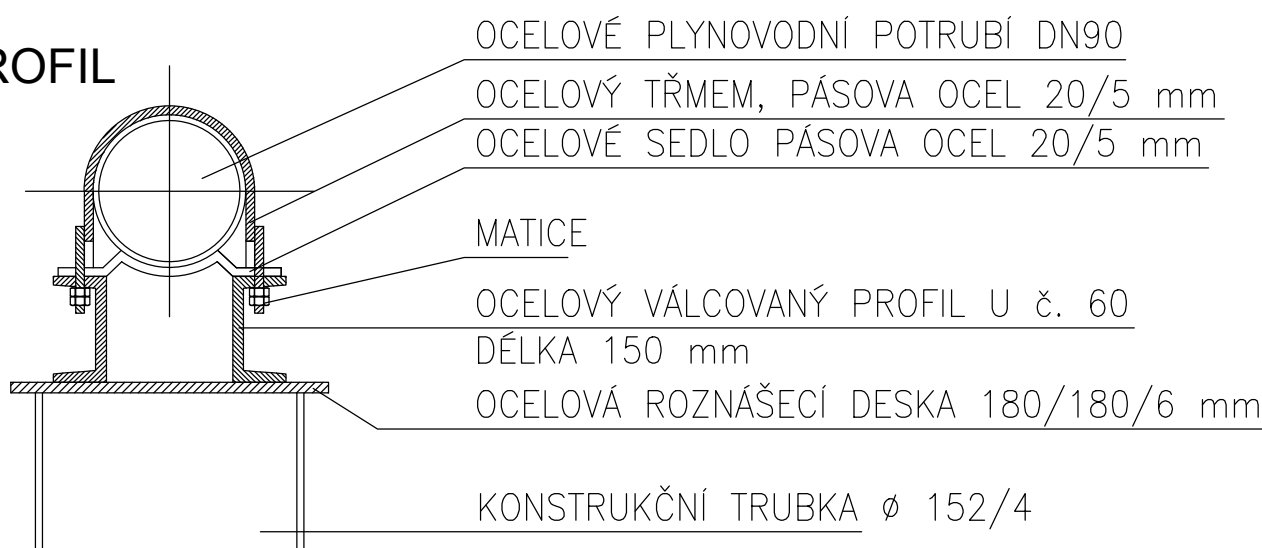 ROFIL
OCELOVÉ PLYNOVODNÍ POTRUBÍ DN90
OCELOVÝ TŘMEM, PÁSOVA OCEL 20/5 mm
OCELOVÉ SEDLO PÁSOVA OCEL 20/5 mm
MATICE
OCELOVÝ VÁLCOVANÝ PROFIL U č. 60
DÉLKA 150 mm
OCELOVÁ ROZNÁŠECÍ DESKA 180/180/6 mm
KONSTRUKČNÍ TRUBKA ø 152/4